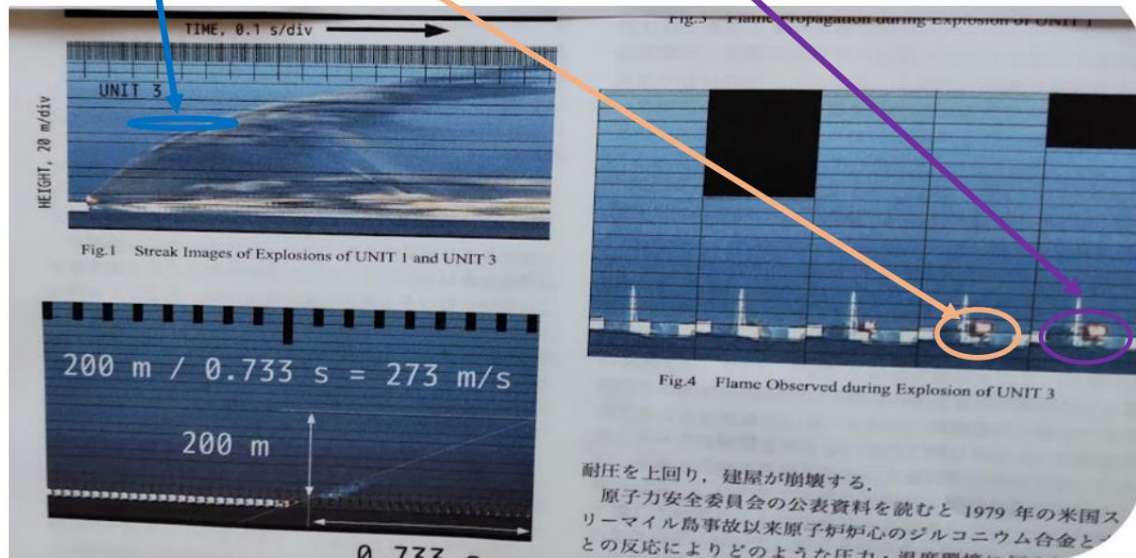 TIME, 0.1 s/div
UNIT 3
HEIGHT, 20 m/div
Fig.1 Streak Images of Explosions of UNIT 1 and UNIT 3
200 m / 0.733 s = 273 m/s
200 m
0.733 s
Fig.3 Flame Propagation during Explosion of UNIT 1
Fig.4 Flame Observed during Explosion of UNIT 3
耐圧を上回り，建屋が崩壊する．
原子力安全委員会の公表資料を読むと 1979 年の米国ス
リーマイル島事故以来原子炉炉心のジルコニウム合金と
との反応によりどのような圧力・温度環境